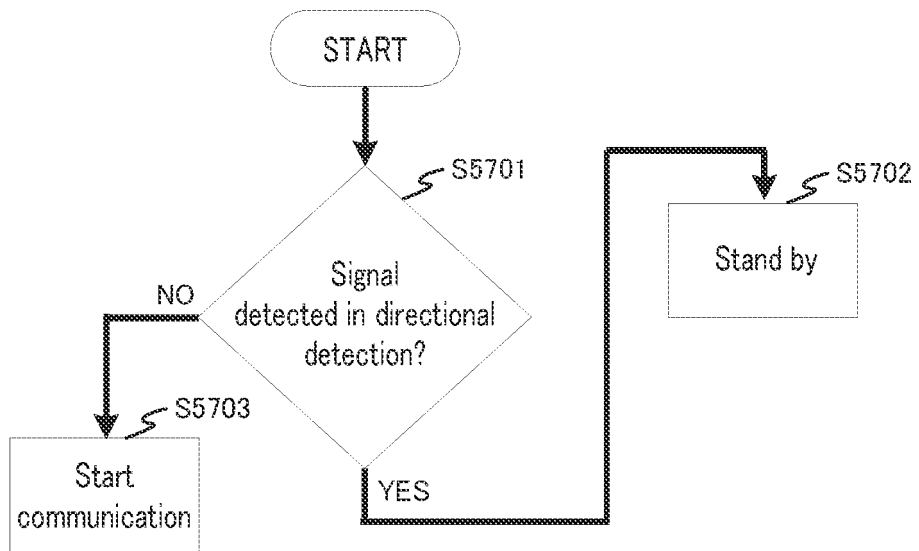 START
S5701
S5702
Signal
detected in directional
detection?
Stand by
NO
S5703
Start
communication
YES